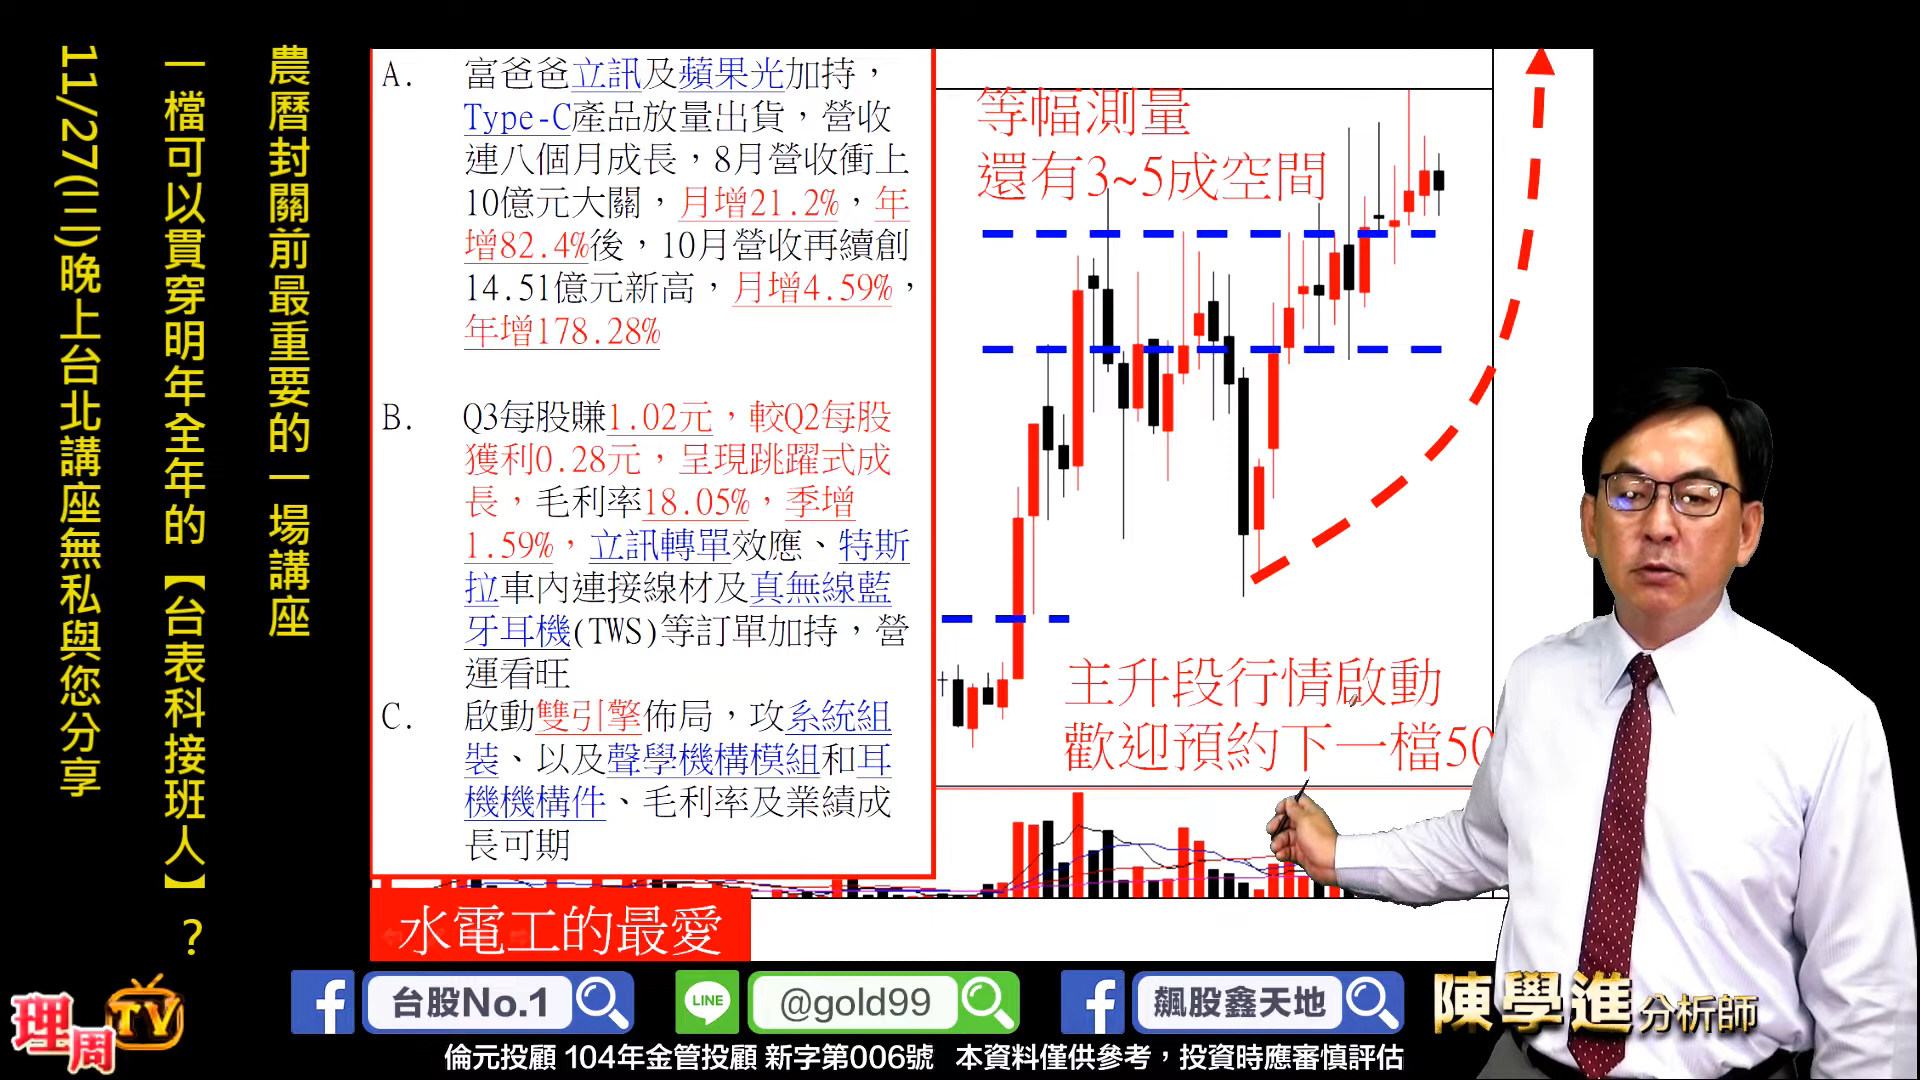 農曆封關前最重要的一場講座
一檔可以貫穿明年全年的【台表科接班人】?
11/27(三)晚上台北講座無私與您分享
A. 富爸爸立訊及蘋果光加持，
Type-C產品放量出貨，營收
連八個月成長，8月營收衝上
10億元大關，月增21.2%，年
增82.4%後，10月營收再續創
14.51億元新高，月增4.59%，
年增178.28%
B. Q3每股賺1.02元，較Q2每股
獲利0.28元，呈現跳躍式成
長，毛利率18.05%，季增
1.59%，立訊轉單效應、特斯
拉車內連接線材及真無線藍
牙耳機(TWS)等訂單加持，營
運看旺
C. 啟動雙引擎佈局，攻系統組
裝、以及聲學機構模組和耳
機機構件、毛利率及業績成
長可期
等幅測量
還有3~5成空間
主升段行情啟動
歡迎預約下一檔50
水電工的最愛
理周TV
台股No.1
LINE
@gold99
飆股鑫天地
陳學進分析師
倫元投顧 104年金管投顧 新字第006號 本資料僅供參考，投資時應審慎評估